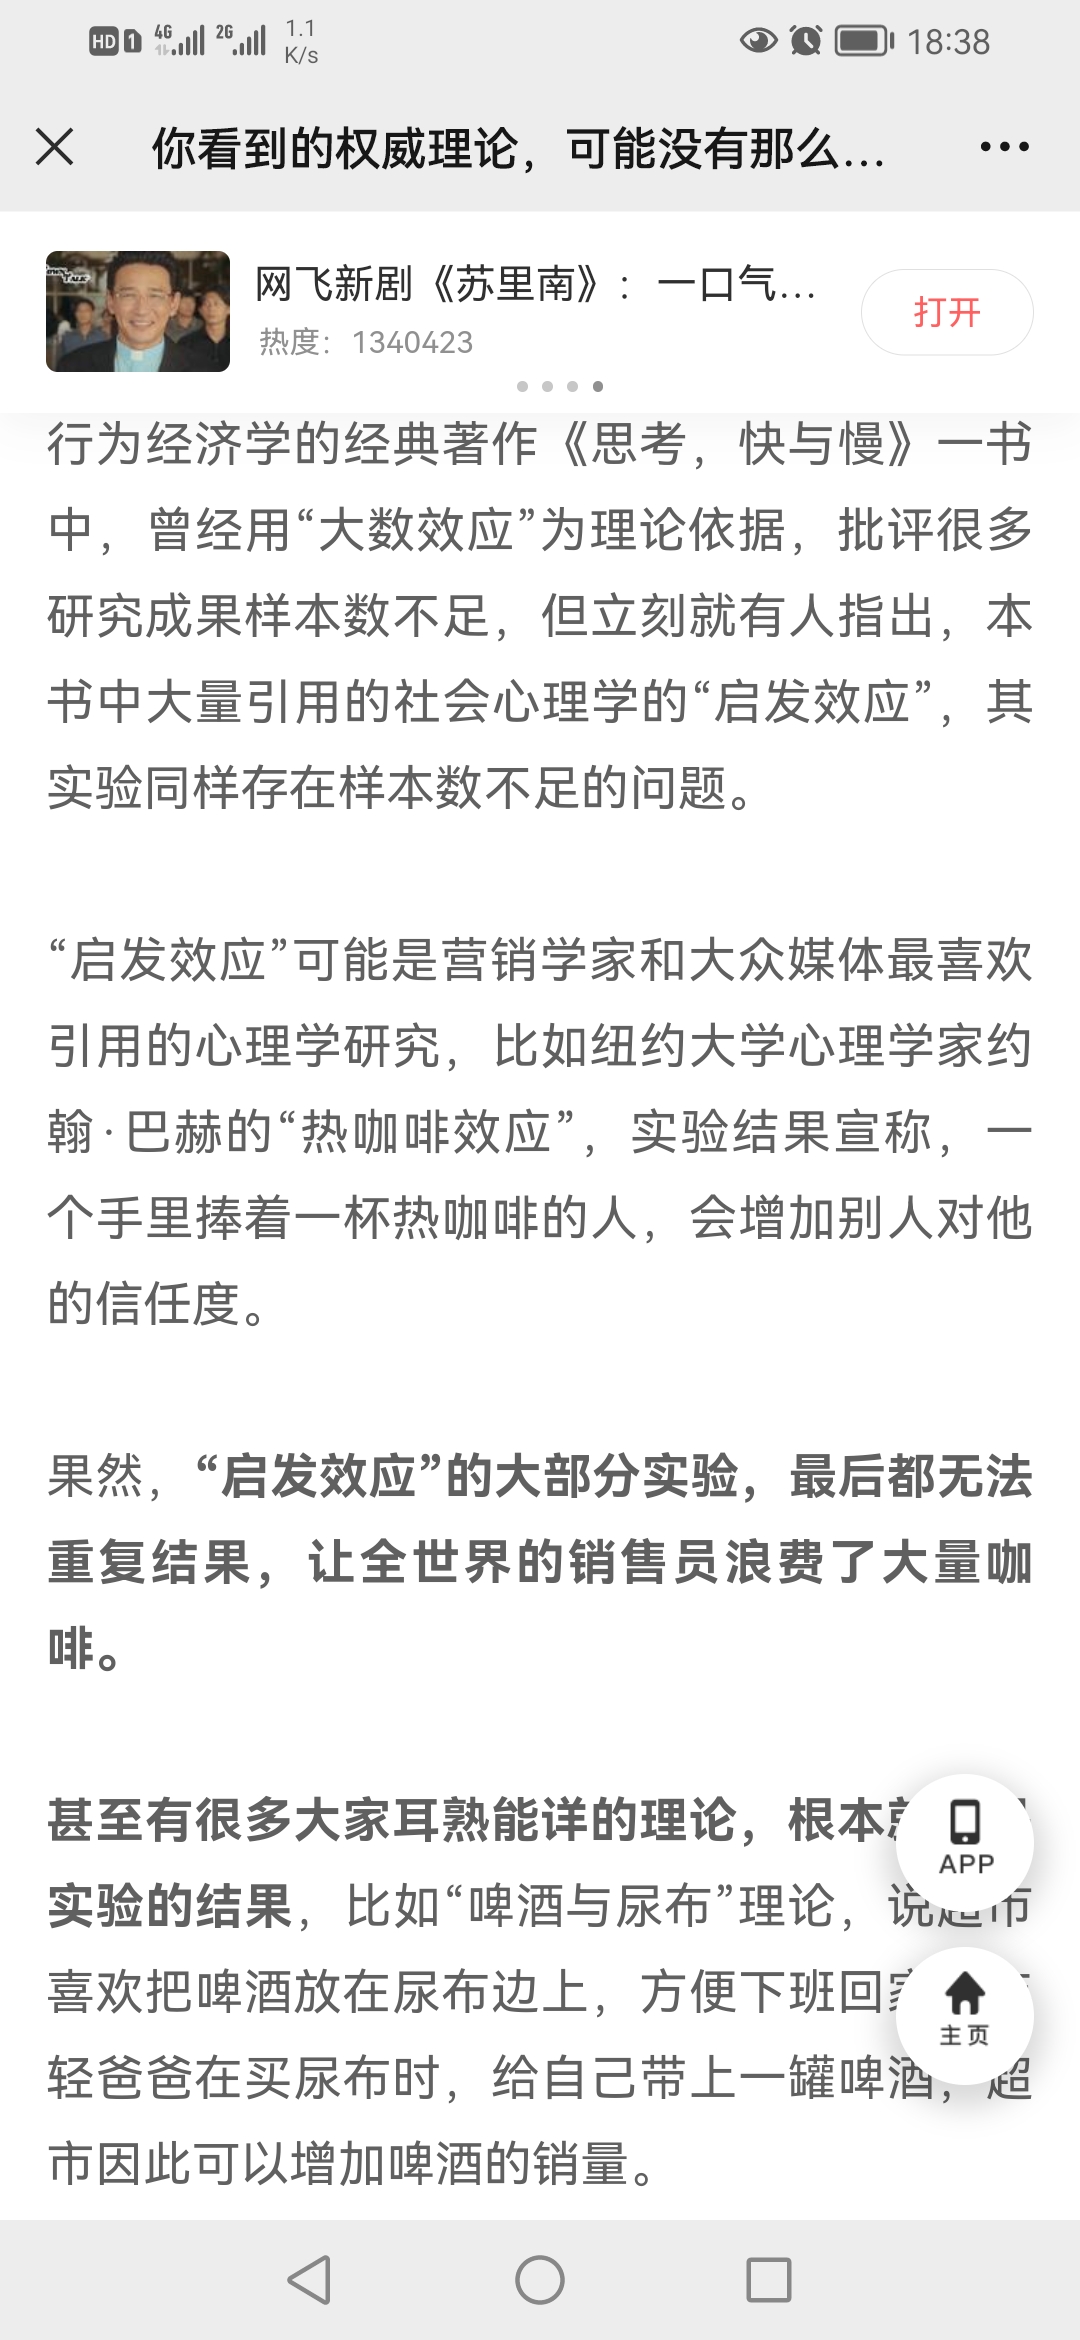 HD 1 4G 2G 1.1 K/s 18:38
你看到的权威理论，可能没有那么...
网飞新剧《苏里南》：一口气...
热度：1340423
打开
行为经济学的经典著作《思考，快与慢》一书
中，曾经用“大数效应”为理论依据，批评很多
研究成果样本数不足，但立刻就有人指出，本
书中大量引用的社会心理学的“启发效应”，其
实验同样存在样本数不足的问题。
“启发效应”可能是营销学家和大众媒体最喜欢
引用的心理学研究，比如纽约大学心理学家约
翰·巴赫的“热咖啡效应”，实验结果宣称，一
个手里捧着一杯热咖啡的人，会增加别人对他
的信任度。
果然，“启发效应”的大部分实验，最后都无法
重复结果，让全世界的销售员浪费了大量咖
啡。
甚至有很多大家耳熟能详的理论，根本
APP
实验的结果，比如“啤酒与尿布”理论，说超市
喜欢把啤酒放在尿布边上，方便下班回
主页
轻爸爸在买尿布时，给自己带上一罐啤酒，超
市因此可以增加啤酒的销量。